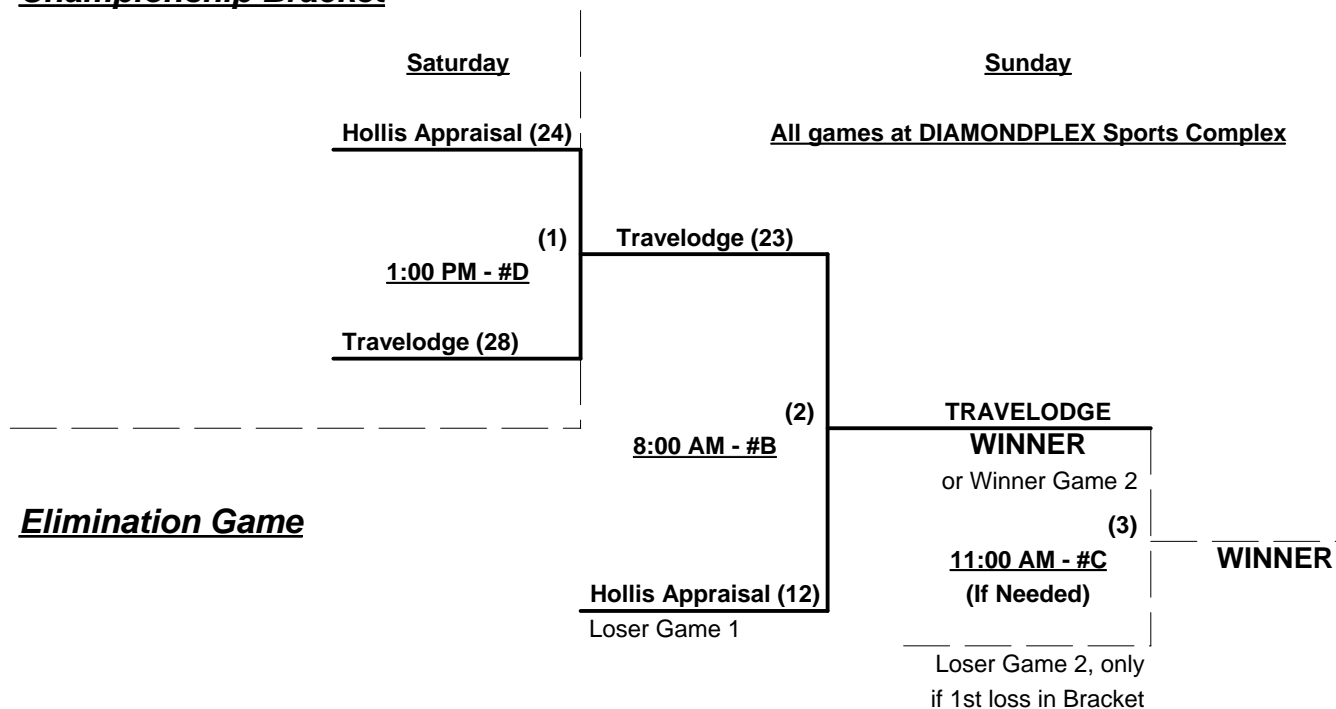 Championship Bracket
Saturday
Sunday
Hollis Appraisal (24)
All games at DIAMONDPLEX Sports Complex
(1)
Travelodge (23)
1:00 PM - #D
Travelodge (28)
(2)
TRAVELODGE
8:00 AM - #B
WINNER
or Winner Game 2
Elimination Game
(3)
11:00 AM - #C
WINNER
Hollis Appraisal (12)
(If Needed)
Loser Game 1
Loser Game 2, only
if 1st loss in Bracket